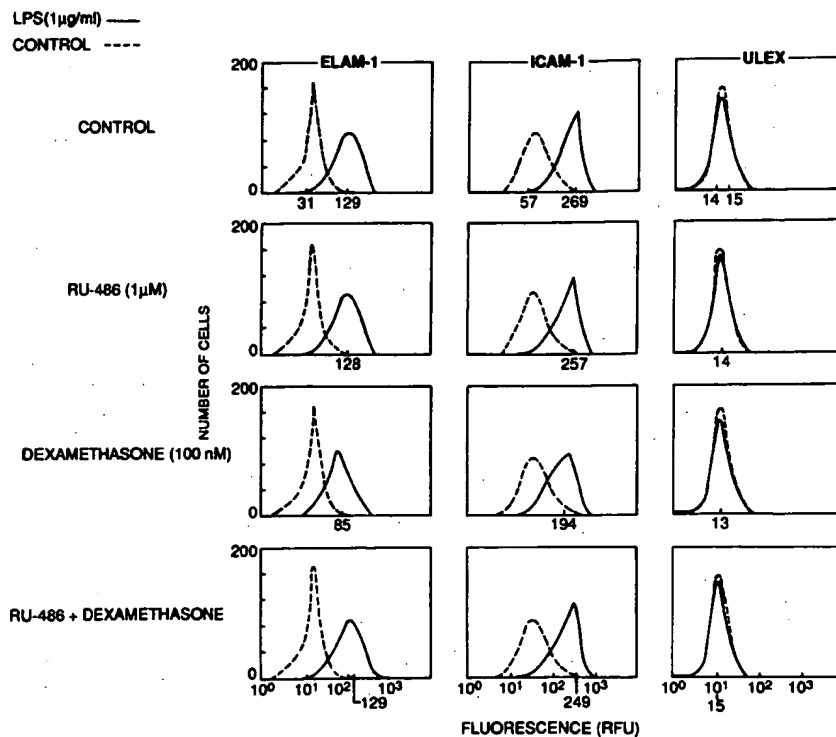 LPS(1µg/ml)
CONTROL
ELAM-1
ICAM-1
ULEX
200
0
CONTROL
31 129
57 269
14 15
200
0
RU-486 (1µM)
128
257
14
NUMBER OF CELLS
200
0
DEXAMETHASONE (100 nM)
85
194
13
200
0
RU-486 + DEXAMETHASONE
10⁰ 10¹ 10² 10³
129
10¹ 10² 10³
249
10⁰ 10¹ 10² 10³
15
FLUORESCENCE (RFU)